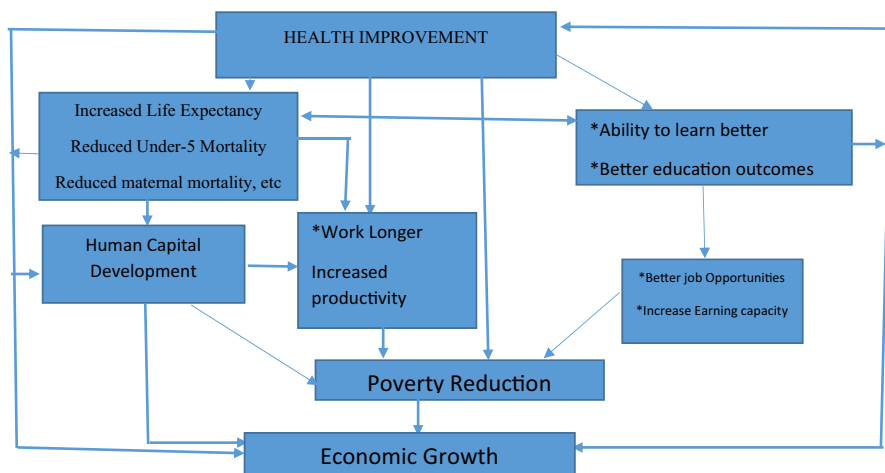 HEALTH IMPROVEMENT
Increased Life Expectancy
Reduced Under-5 Mortality
Reduced maternal mortality, etc
*Ability to learn better
*Better education outcomes
Human Capital
Development
*Work Longer
Increased
productivity
*Better job Opportunities
*Increase Earning capacity
Poverty Reduction
Economic Growth